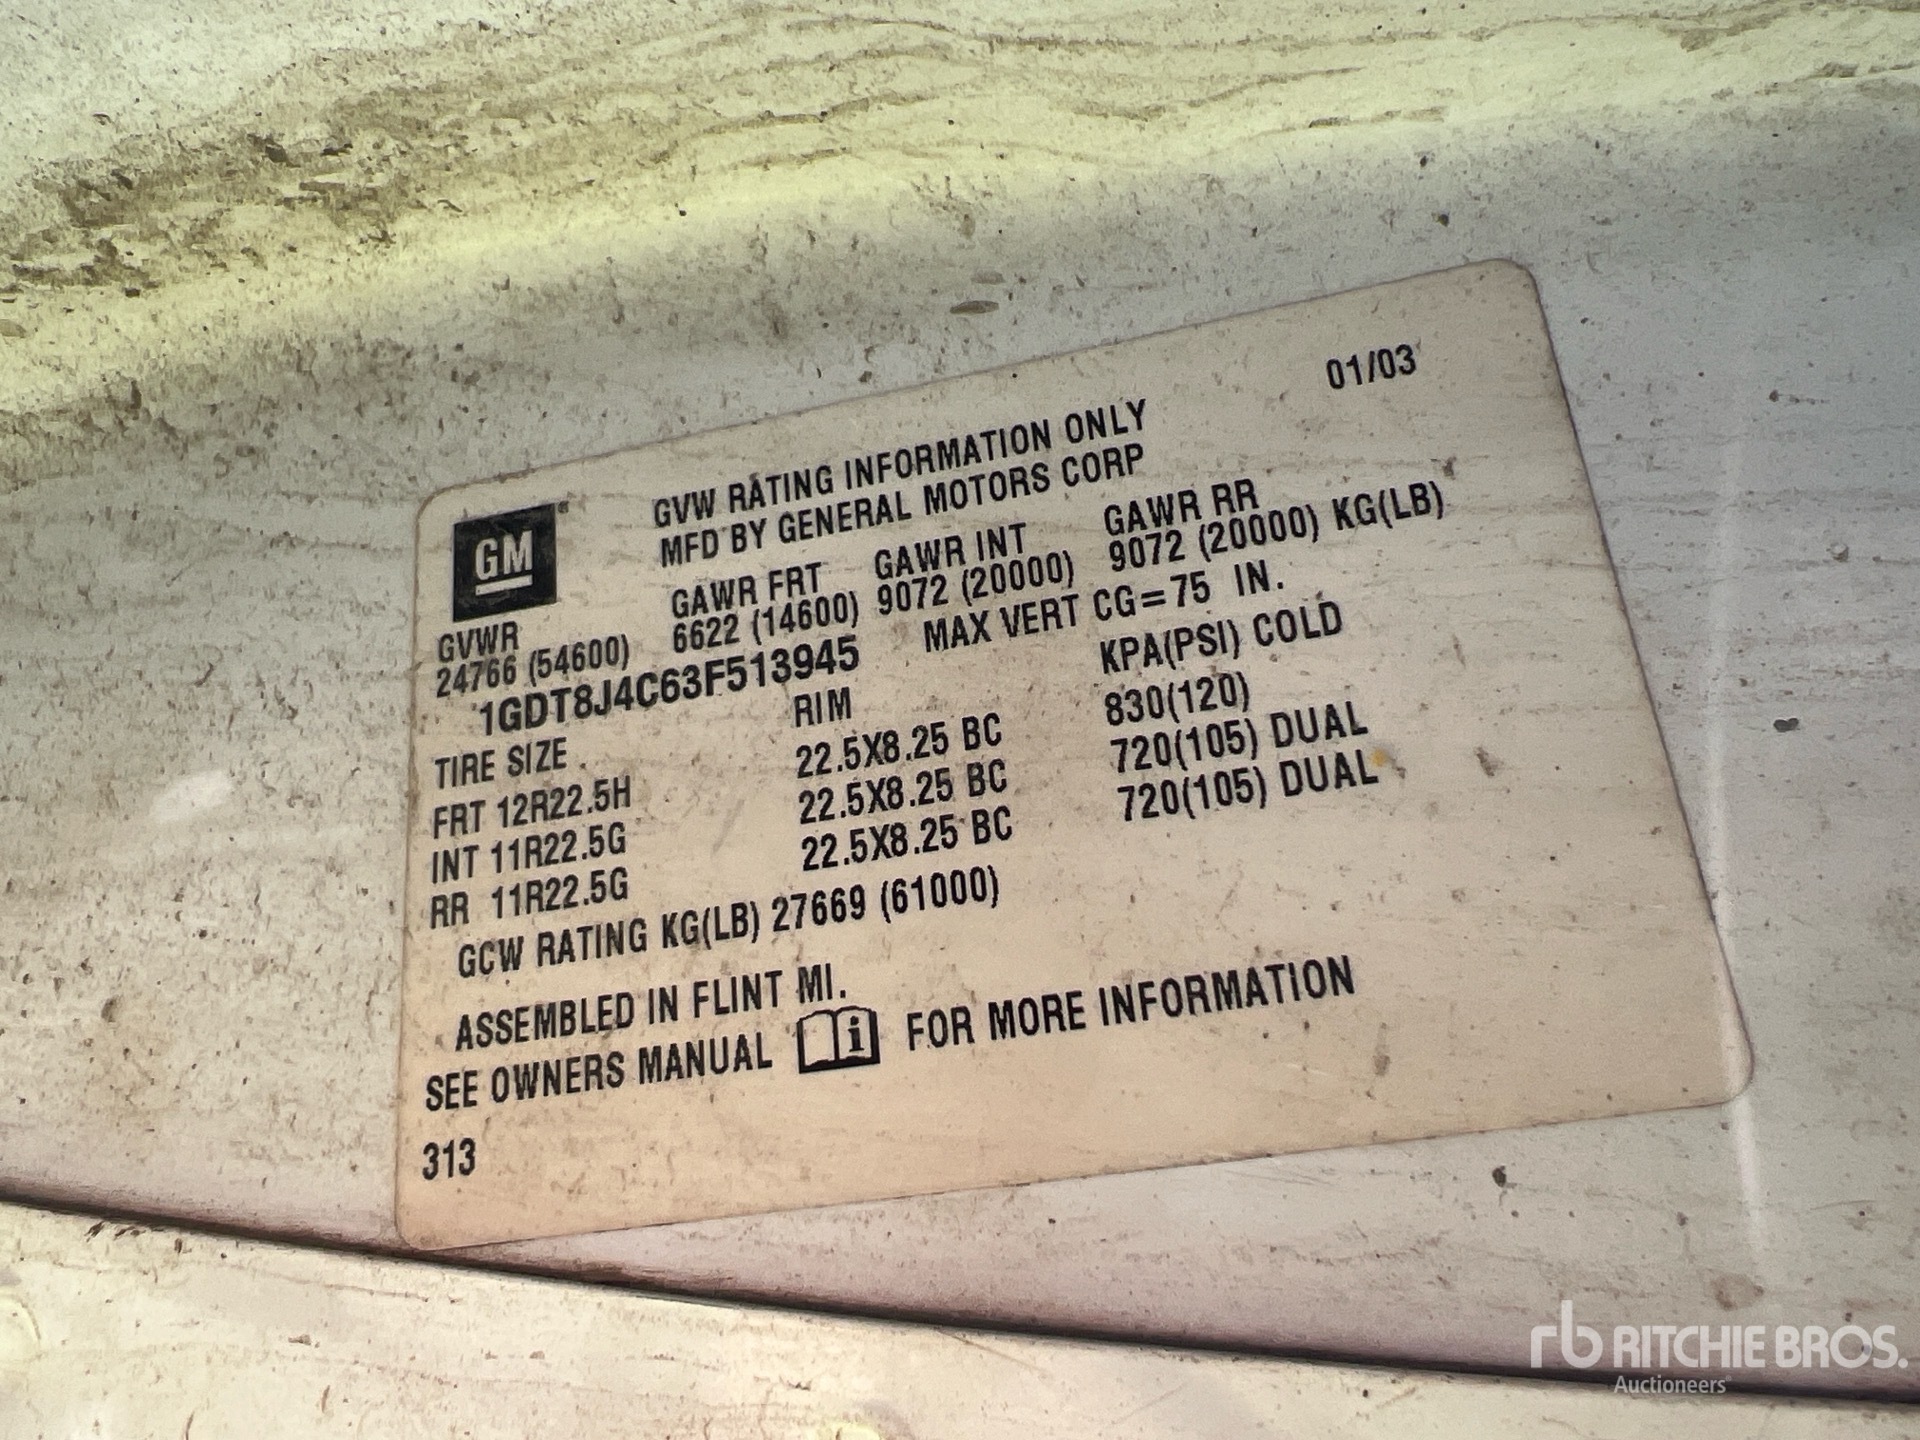 01/03
GM
GVW RATING INFORMATION ONLY
MFD BY GENERAL MOTORS CORP
GVWR GAWR FRT GAWR INT GAWR RR
24766 (54600) 6622 (14600) 9072 (20000) 9072 (20000) KG(LB)
1GDT8J4C63F513945 MAX VERT CG=75 IN.
TIRE SIZE RIM KPA(PSI) COLD
FRT 12R22.5H 22.5X8.25 BC 830(120)
INT 11R22.5G 22.5X8.25 BC 720(105) DUAL
RR 11R22.5G 22.5X8.25 BC 720(105) DUAL
GCW RATING KG(LB) 27669 (61000)
ASSEMBLED IN FLINT MI.
SEE OWNERS MANUAL i FOR MORE INFORMATION
313
rb RITCHIE BROS.
Auctioneers